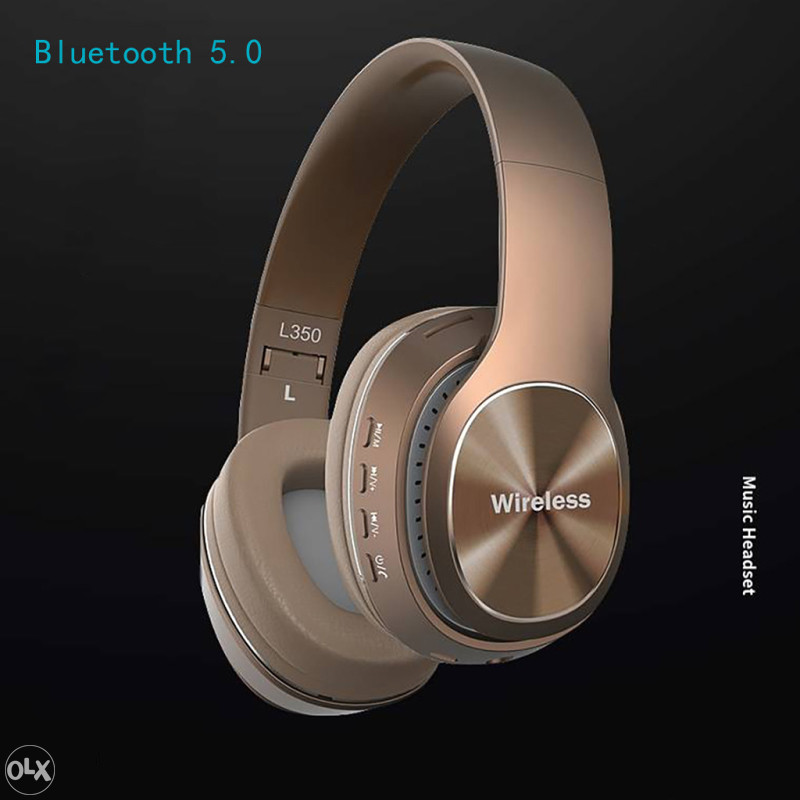 Bluetooth 5.0
L350
L
⏯/M
⏭/V+
⏮/V-
Wireless
Music Headset
OLX